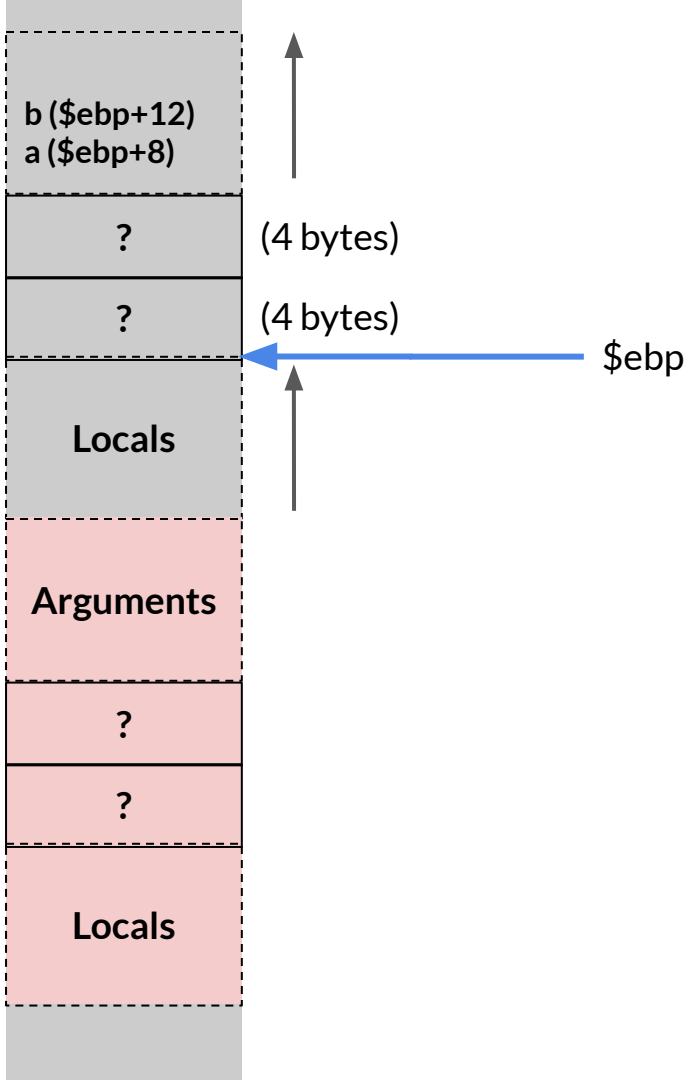 b ($ebp+12)
a ($ebp+8)
? (4 bytes)
? (4 bytes)
$ebp
Locals
Arguments
?
?
Locals